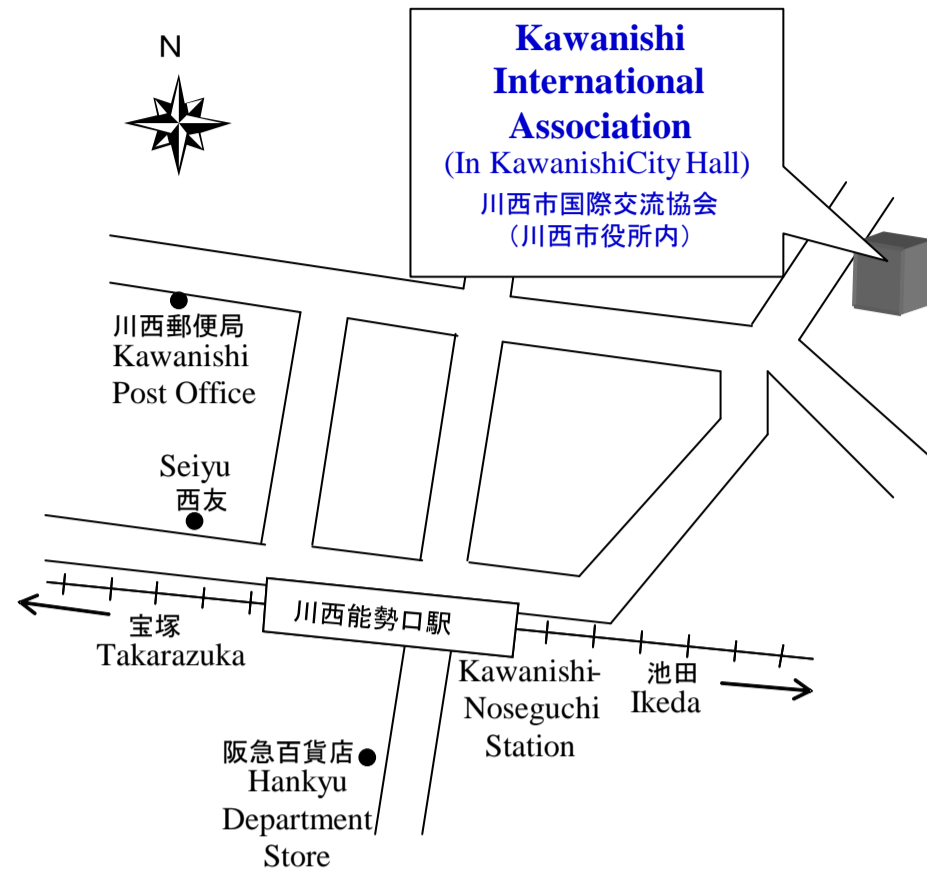 N
Kawanishi
International
Association
(In KawanishiCity Hall)
川西市国際交流協会
（川西市役所内）
川西郵便局
Kawanishi
Post Office
Seiyu
西友
川西能勢口駅
宝塚
Takarazuka
Kawanishi-
Noseguchi
Station
池田
Ikeda
阪急百貨店
Hankyu
Department
Store